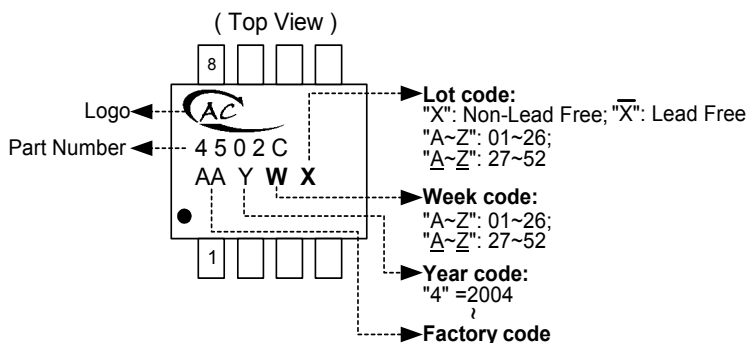 ( Top View )
8
Logo
AC
Part Number
4 5 0 2 C
AA Y W X
1
Lot code:
"X": Non-Lead Free; "X̅": Lead Free
"A~Z": 01~26;
"A̲~Z̲": 27~52
Week code:
"A~Z": 01~26;
"A̲~Z̲": 27~52
Year code:
"4" =2004
~
Factory code